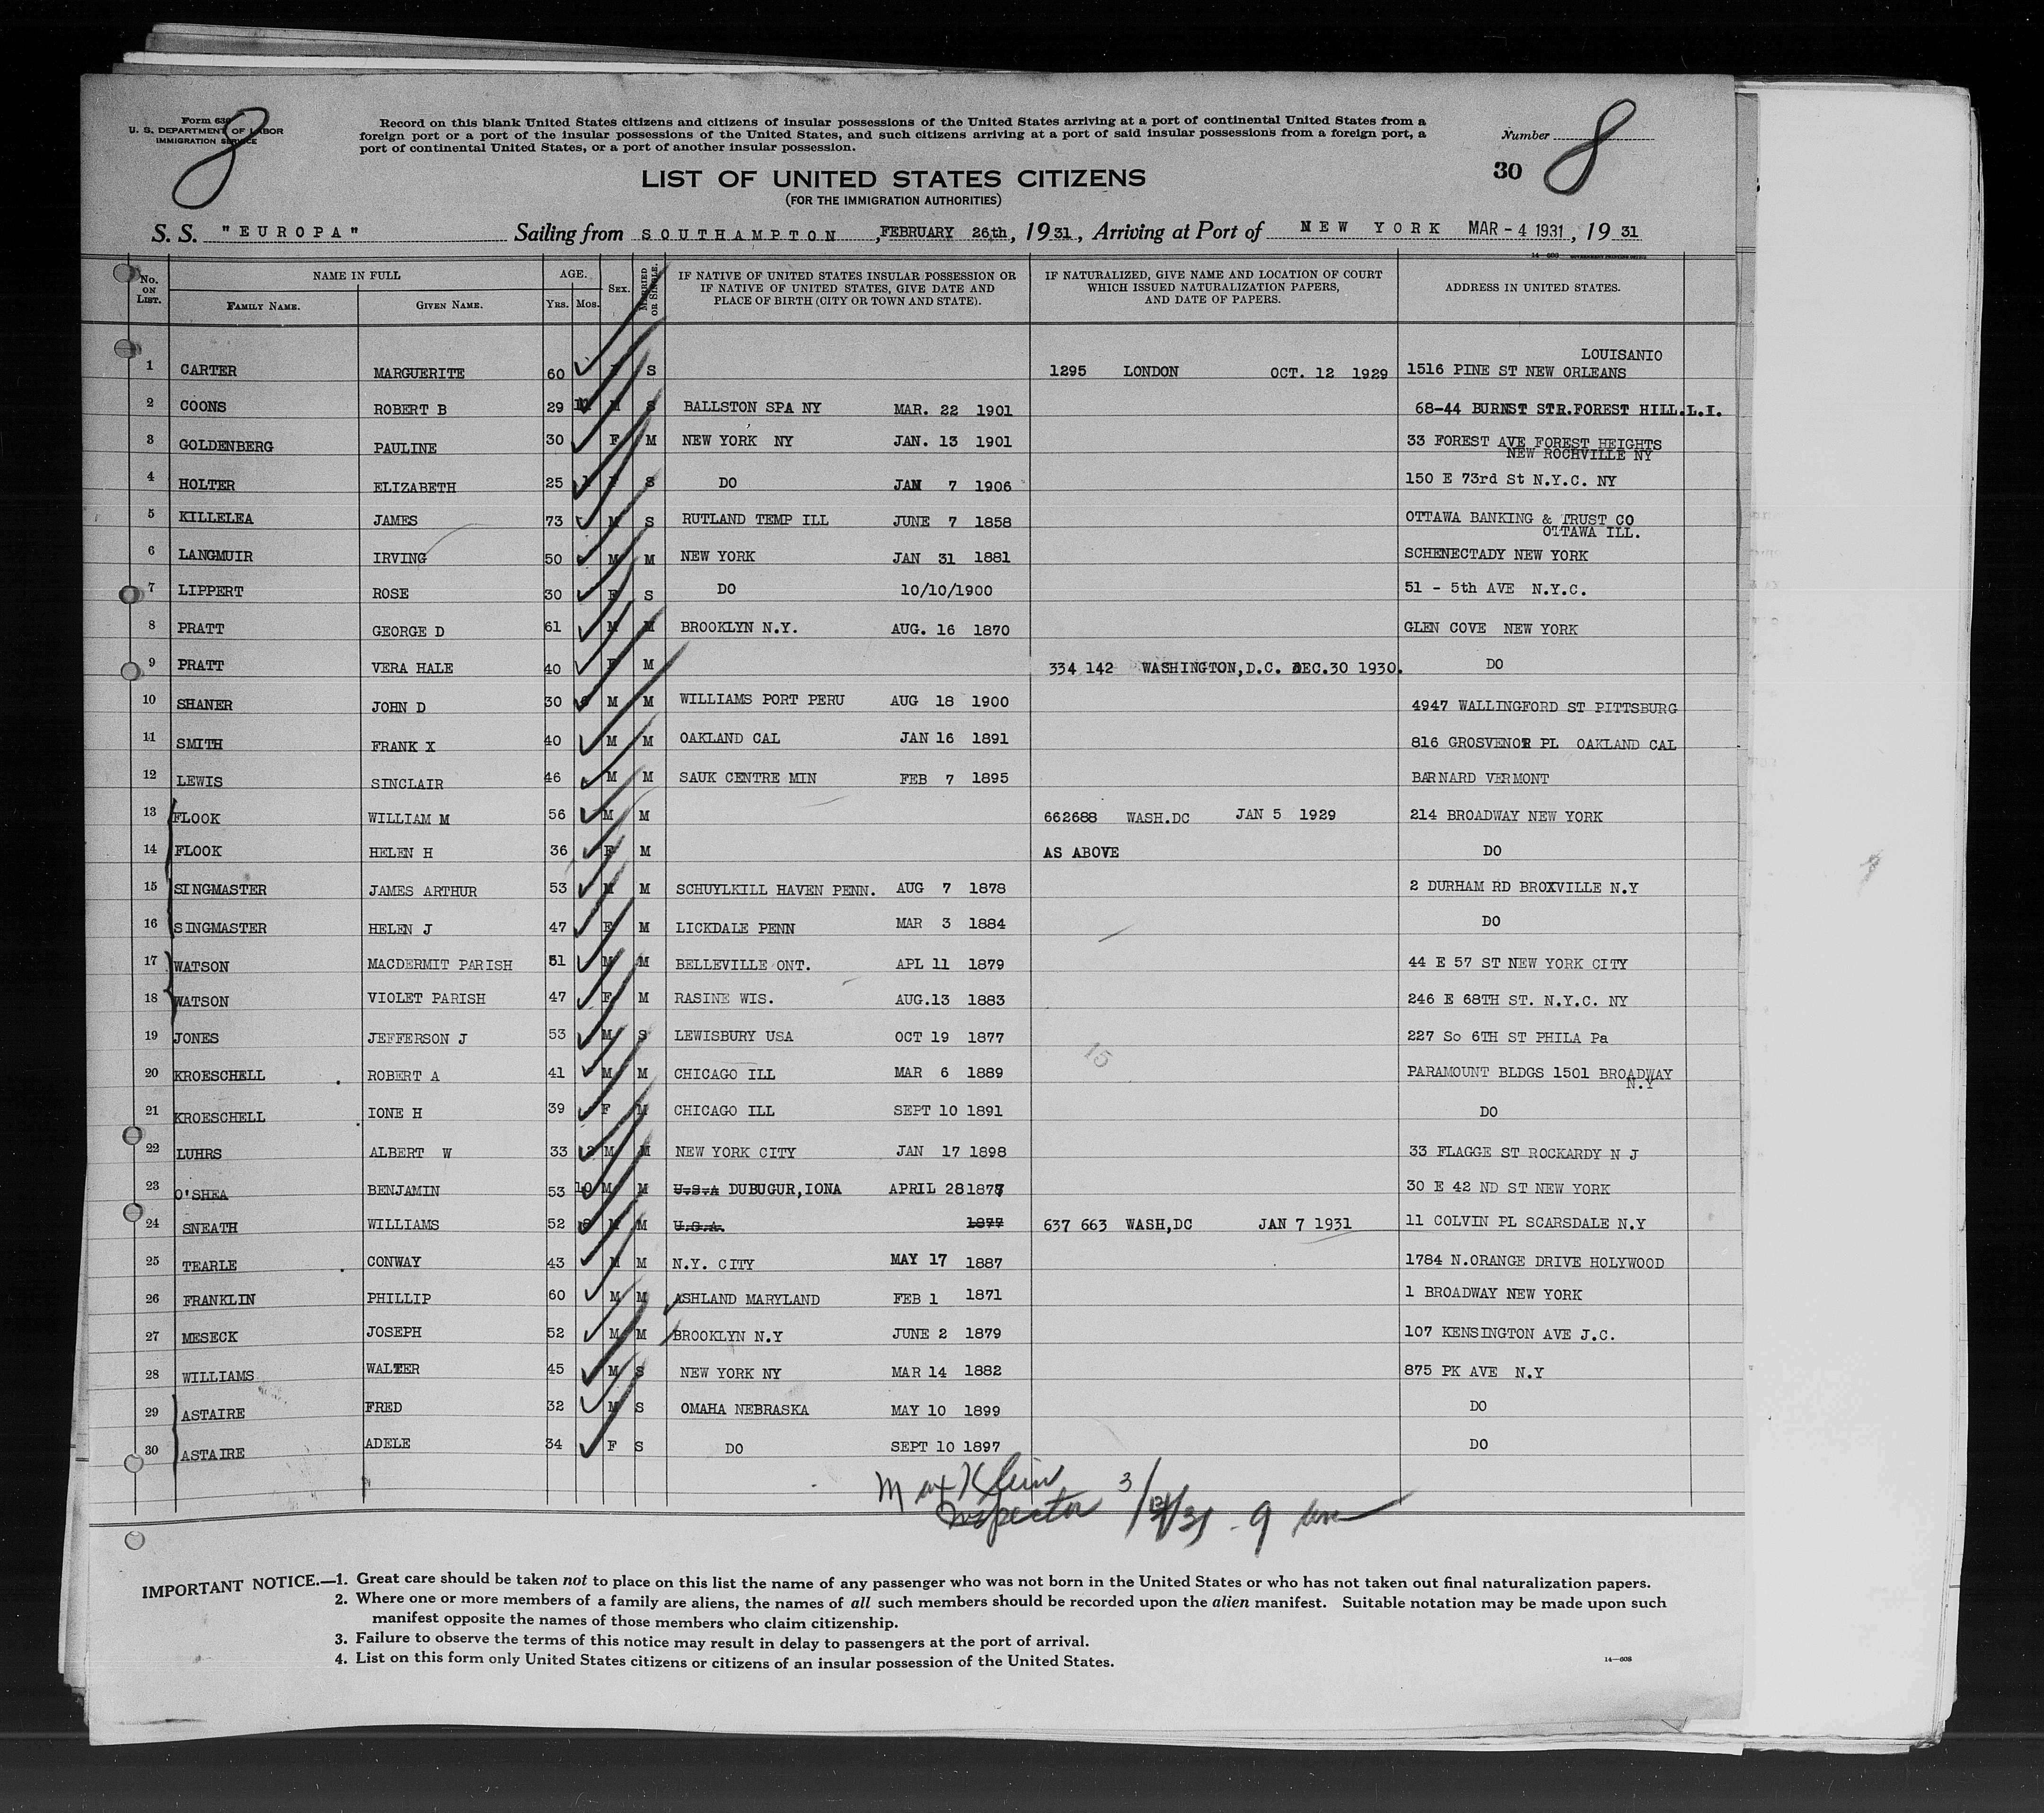 Form 630
U. S. DEPARTMENT OF LABOR
IMMIGRATION SERVICE
8
Record on this blank United States citizens and citizens of insular possessions of the United States arriving at a port of continental United States from a
foreign port or a port of the insular possessions of the United States, and such citizens arriving at a port of said insular possessions from a foreign port, a
port of continental United States, or a port of another insular possession.
Number
30 8
LIST OF UNITED STATES CITIZENS
(FOR THE IMMIGRATION AUTHORITIES)
S. S. "EUROPA" Sailing from SOUTHAMPTON, FEBRUARY 26th, 1931, Arriving at Port of NEW YORK MAR - 4 1931, 19 31
14-608 GOVERNMENT PRINTING OFFICE
No. ON LIST. NAME IN FULL FAMILY NAME. GIVEN NAME. AGE. Yrs. Mos. SEX. MARRIED OR SINGLE. IF NATIVE OF UNITED STATES INSULAR POSSESSION OR IF NATIVE OF UNITED STATES, GIVE DATE AND PLACE OF BIRTH (CITY OR TOWN AND STATE). IF NATURALIZED, GIVE NAME AND LOCATION OF COURT WHICH ISSUED NATURALIZATION PAPERS, AND DATE OF PAPERS. ADDRESS IN UNITED STATES.
LOUISANIO
1 CARTER MARGUERITE 60 F S 1295 LONDON OCT. 12 1929 1516 PINE ST NEW ORLEANS
2 COONS ROBERT B 29 11 M S BALLSTON SPA NY MAR. 22 1901 68-44 BURNST STR.FOREST HILL.L.I.
3 GOLDENBERG PAULINE 30 F M NEW YORK NY JAN. 13 1901 33 FOREST AVE FOREST HEIGHTS
NEW ROCHVILLE NY
4 HOLTER ELIZABETH 25 1 F S DO JAN 7 1906 150 E 73rd St N.Y.C. NY
5 KILLELEA JAMES 73 M S RUTLAND TEMP ILL JUNE 7 1858 OTTAWA BANKING & TRUST CO
OTTAWA ILL.
6 LANGMUIR IRVING 50 M M NEW YORK JAN 31 1881 SCHENECTADY NEW YORK
7 LIPPERT ROSE 30 F S DO 10/10/1900 51 - 5th AVE N.Y.C.
8 PRATT GEORGE D 61 M M BROOKLYN N.Y. AUG. 16 1870 GLEN COVE NEW YORK
9 PRATT VERA HALE 40 F M 334 142 WASHINGTON,D.C. DEC.30 1930. DO
10 SHANER JOHN D 30 6 M M WILLIAMS PORT PERU AUG 18 1900 4947 WALLINGFORD ST PITTSBURG
11 SMITH FRANK X 40 M M OAKLAND CAL JAN 16 1891 816 GROSVENOR PL OAKLAND CAL
12 LEWIS SINCLAIR 46 M M SAUK CENTRE MIN FEB 7 1895 BARNARD VERMONT
13 FLOOK WILLIAM M 56 M M 662688 WASH.DC JAN 5 1929 214 BROADWAY NEW YORK
14 FLOOK HELEN H 36 F M AS ABOVE DO
15 SINGMASTER JAMES ARTHUR 53 M M SCHUYLKILL HAVEN PENN. AUG 7 1878 2 DURHAM RD BROXVILLE N.Y
16 SINGMASTER HELEN J 47 F M LICKDALE PENN MAR 3 1884 DO
17 WATSON MACDERMIT PARISH 51 M M BELLEVILLE ONT. APL 11 1879 44 E 57 ST NEW YORK CITY
18 WATSON VIOLET PARISH 47 F M RASINE WIS. AUG.13 1883 246 E 68TH ST. N.Y.C. NY
19 JONES JEFFERSON J 53 M S LEWISBURY USA OCT 19 1877 227 So 6TH ST PHILA Pa
15
20 KROESCHELL ROBERT A 41 M M CHICAGO ILL MAR 6 1889 PARAMOUNT BLDGS 1501 BROADWAY
N.Y
21 KROESCHELL IONE H 39 F M CHICAGO ILL SEPT 10 1891 DO
22 LUHRS ALBERT W 33 M M NEW YORK CITY JAN 17 1898 33 FLAGGE ST ROCKARDY N J
23 O'SHEA BENJAMIN 53 10 M M U.S.A DUBUGUR,IONA APRIL 28 1877 30 E 42 ND ST NEW YORK
24 SNEATH WILLIAMS 52 M M U.S.A. 1877 637 663 WASH,DC JAN 7 1931 11 COLVIN PL SCARSDALE N.Y
25 TEARLE CONWAY 43 M M N.Y. CITY MAY 17 1887 1784 N.ORANGE DRIVE HOLYWOOD
26 FRANKLIN PHILLIP 60 M M ASHLAND MARYLAND FEB 1 1871 1 BROADWAY NEW YORK
27 MESECK JOSEPH 52 M M BROOKLYN N.Y JUNE 2 1879 107 KENSINGTON AVE J.C.
28 WILLIAMS WALTER 45 M S NEW YORK NY MAR 14 1882 875 PK AVE N.Y
29 ASTAIRE FRED 32 M S OMAHA NEBRASKA MAY 10 1899 DO
30 ASTAIRE ADELE 34 F S DO SEPT 10 1897 DO
Max Klein
Inspector
IMPORTANT NOTICE.—1. Great care should be taken not to place on this list the name of any passenger who was not born in the United States or who has not taken out final naturalization papers.
2. Where one or more members of a family are aliens, the names of all such members should be recorded upon the alien manifest. Suitable notation may be made upon such
manifest opposite the names of those members who claim citizenship.
3. Failure to observe the terms of this notice may result in delay to passengers at the port of arrival.
4. List on this form only United States citizens or citizens of an insular possession of the United States.
14-608